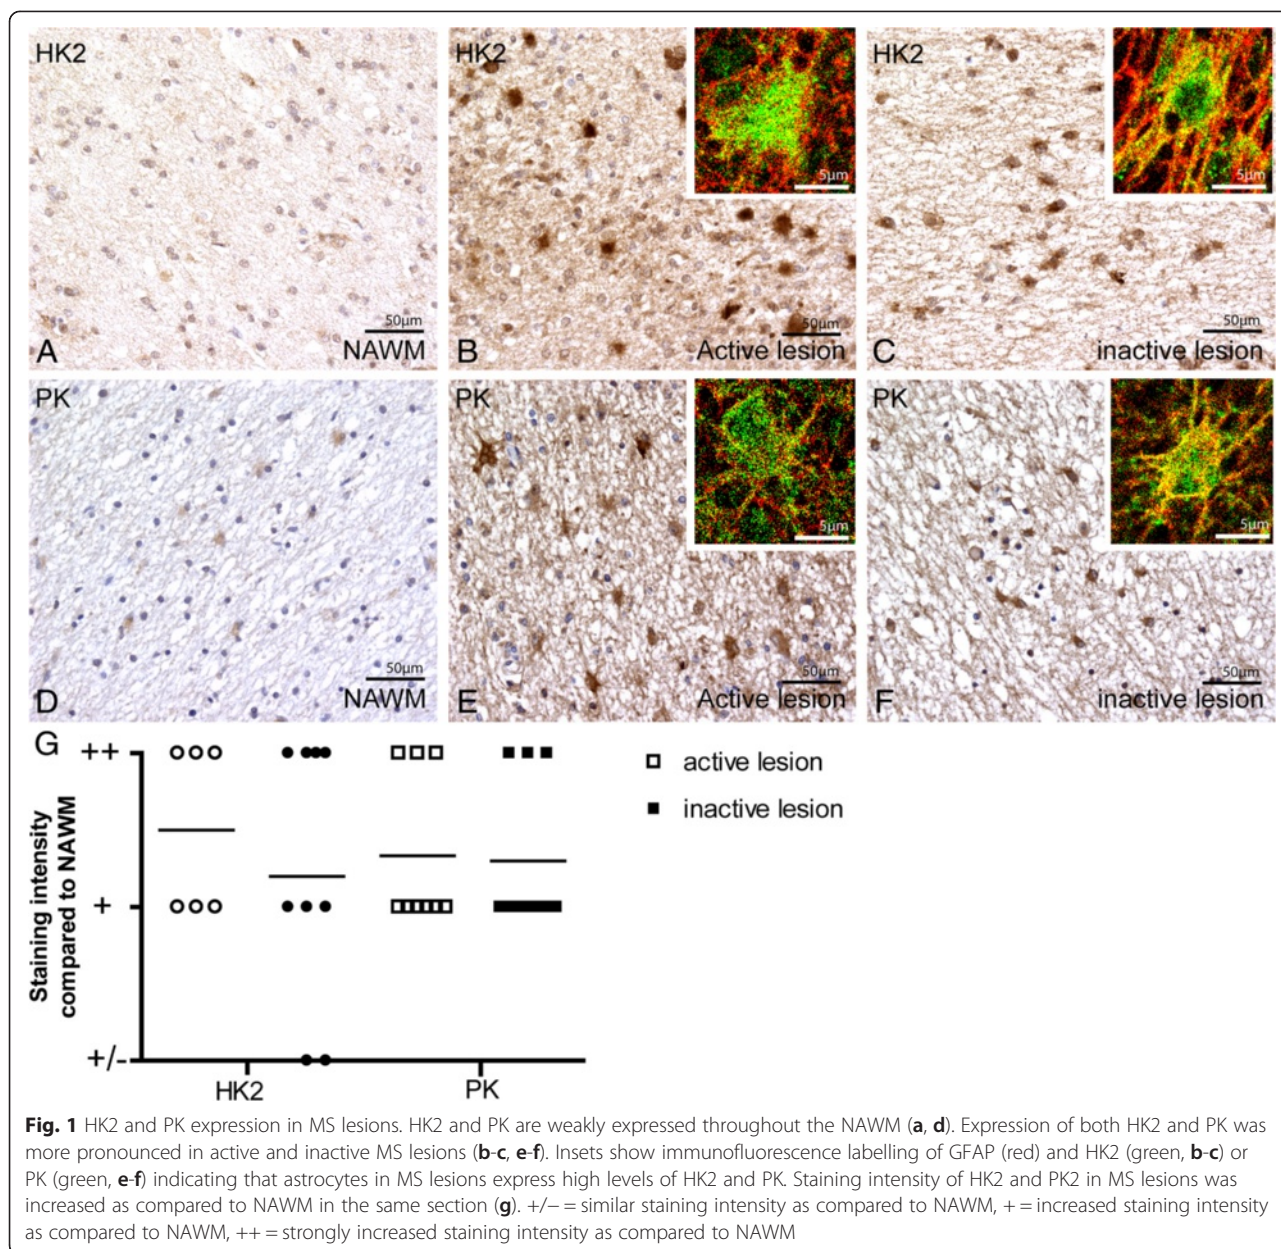 HK2
50µm
A
NAWM
HK2
5µm
50µm
B
Active lesion
HK2
5µm
50µm
C
inactive lesion
PK
50µm
D
NAWM
PK
5µm
50µm
E
Active lesion
PK
5µm
50µm
F
inactive lesion
G
++
+
+/-
Staining intensity
compared to NAWM
HK2
PK
active lesion
inactive lesion
Fig. 1 HK2 and PK expression in MS lesions. HK2 and PK are weakly expressed throughout the NAWM (a, d). Expression of both HK2 and PK was
more pronounced in active and inactive MS lesions (b-c, e-f). Insets show immunofluorescence labelling of GFAP (red) and HK2 (green, b-c) or
PK (green, e-f) indicating that astrocytes in MS lesions express high levels of HK2 and PK. Staining intensity of HK2 and PK2 in MS lesions was
increased as compared to NAWM in the same section (g). +/− = similar staining intensity as compared to NAWM, + = increased staining intensity
as compared to NAWM, ++ = strongly increased staining intensity as compared to NAWM